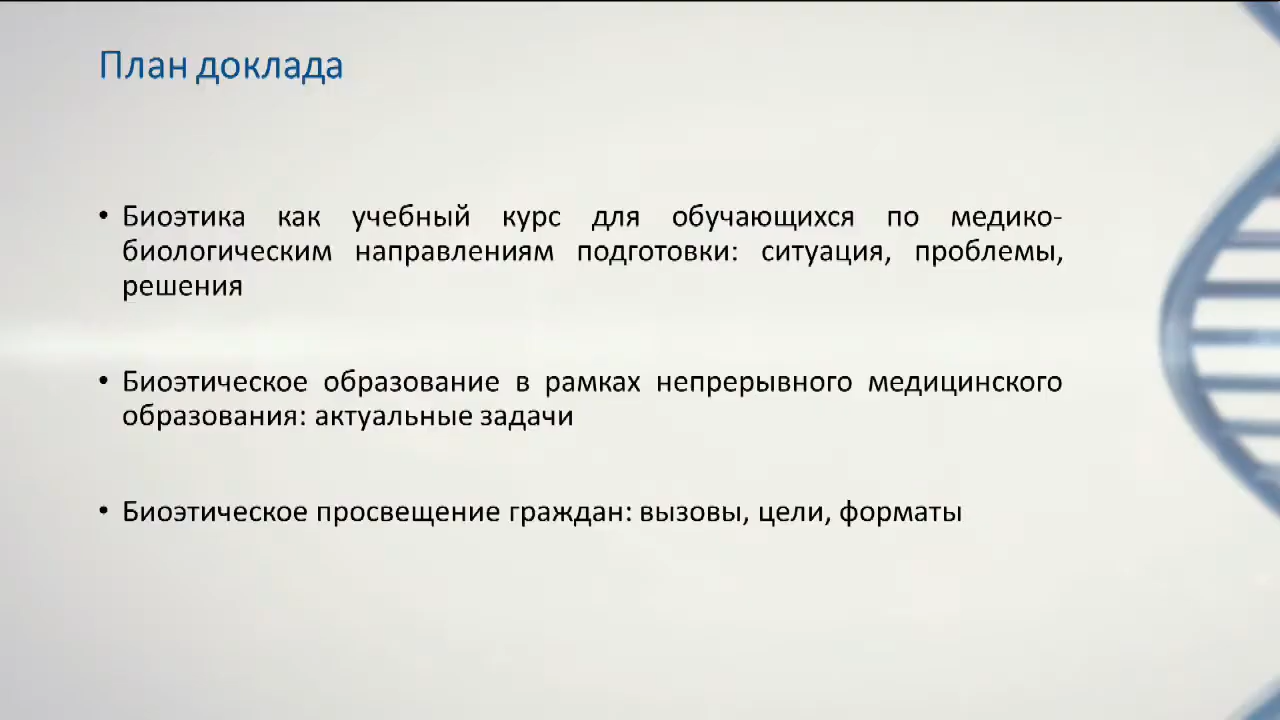 План доклада
• Биоэтика как учебный курс для обучающихся по медико-
биологическим направлениям подготовки: ситуация, проблемы,
решения
• Биоэтическое образование в рамках непрерывного медицинского
образования: актуальные задачи
• Биоэтическое просвещение граждан: вызовы, цели, форматы